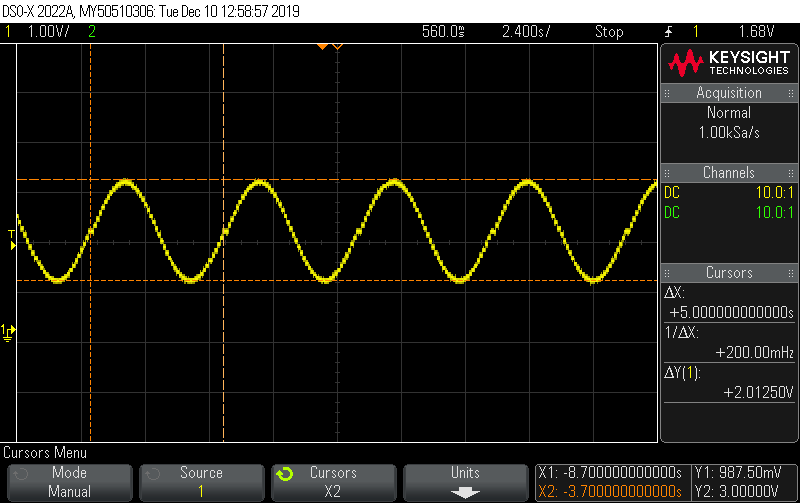 DSO-X 2022A, MY50510306: Tue Dec 10 12:58:57 2019
1 1.00V/ 2 560.0ms 2.400s/ Stop 1 1.68V
KEYSIGHT
TECHNOLOGIES
Acquisition
Normal
1.00kSa/s
Channels
DC 10.0:1
DC 10.0:1
Cursors
ΔX:
+5.000000000000s
1/ΔX:
+200.00mHz
ΔY(1):
+2.01250V
T
1
Cursors Menu
Mode
Manual
Source
1
Cursors
X2
Units
X1: -8.700000000000s
X2: -3.700000000000s
Y1: 987.50mV
Y2: 3.00000V